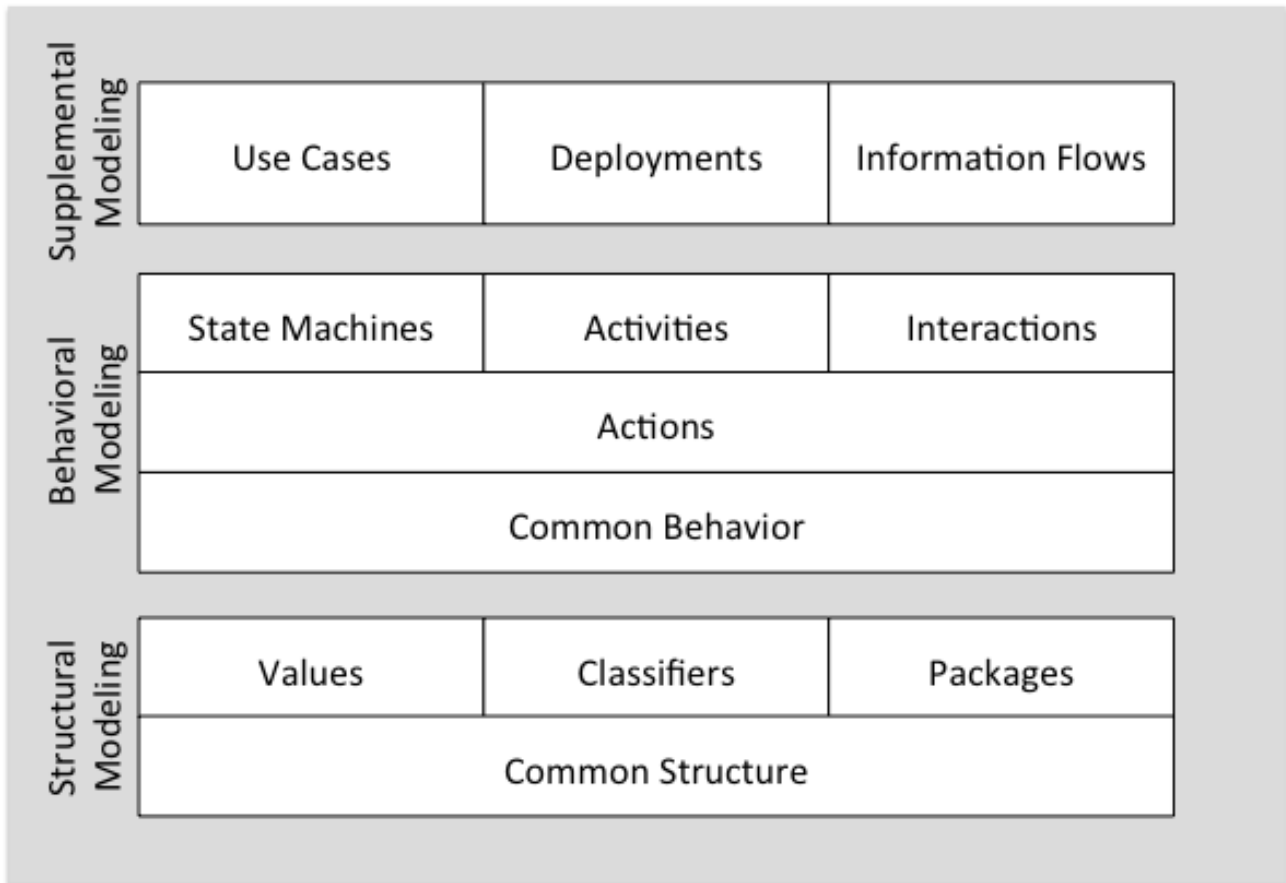 Supplemental
Modeling
Use Cases
Deployments
Information Flows
Behavioral
Modeling
State Machines
Activities
Interactions
Actions
Common Behavior
Structural
Modeling
Values
Classifiers
Packages
Common Structure